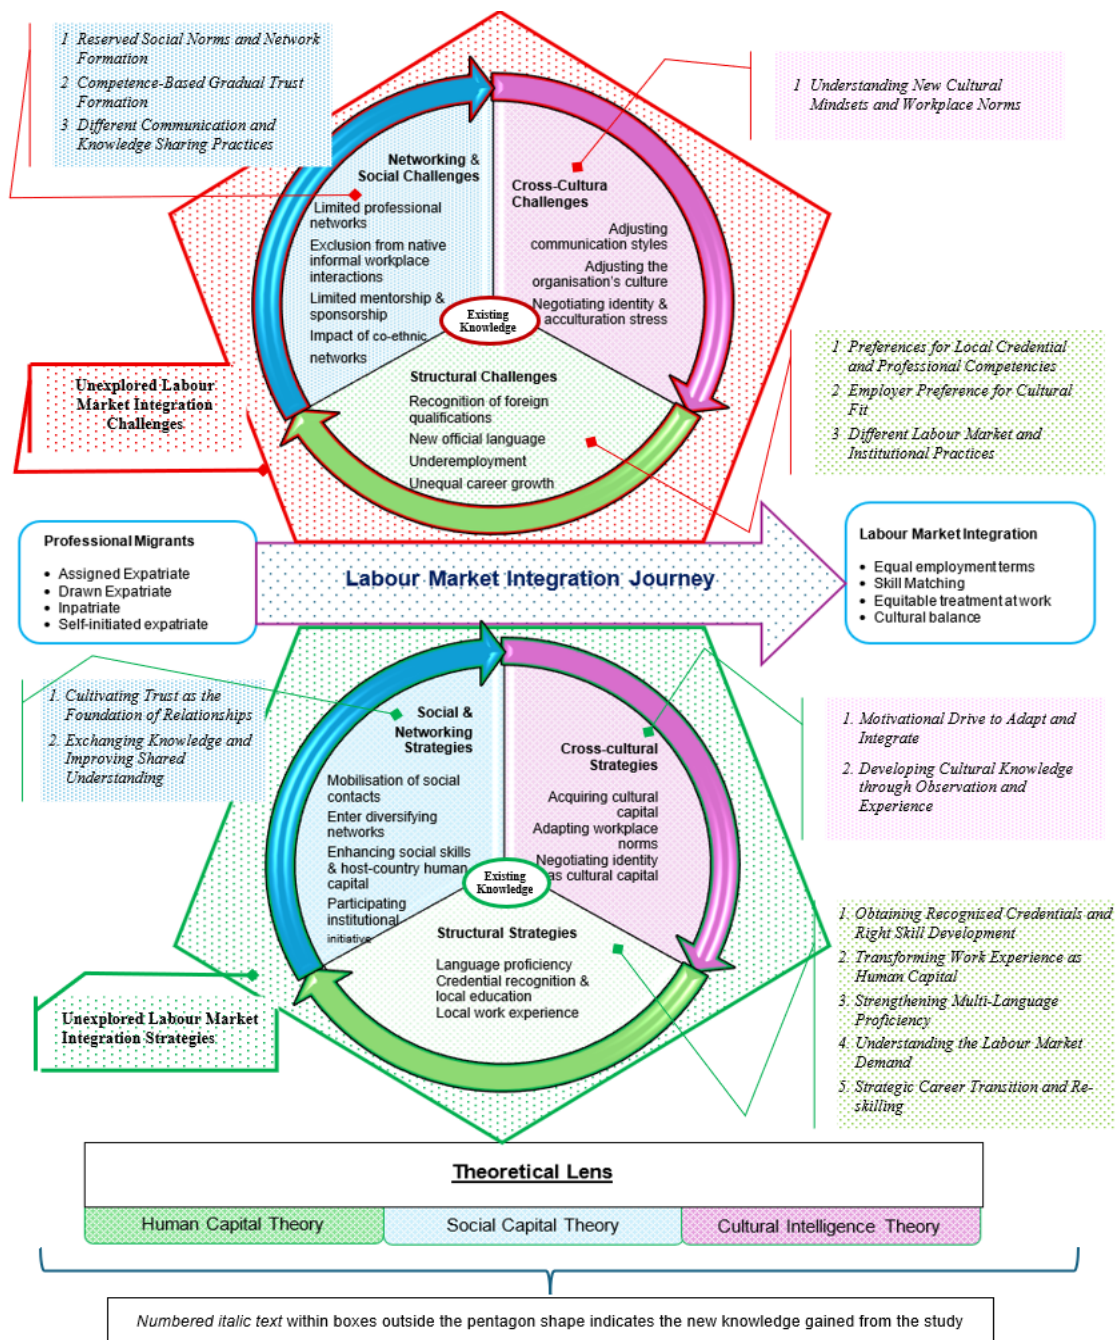 1 Reserved Social Norms and Network
Formation
2 Competence-Based Gradual Trust
Formation
3 Different Communication and
Knowledge Sharing Practices
1 Understanding New Cultural
Mindsets and Workplace Norms
Networking &
Social Challenges
Limited professional
networks
Exclusion from native
informal workplace
interactions
Limited mentorship &
sponsorship
Impact of co-ethnic
networks
Cross-Cultura
Challenges
Adjusting
communication styles
Adjusting the
organisation's culture
Negotiating identity &
acculturation stress
Existing
Knowledge
Structural Challenges
Recognition of foreign
qualifications
New official language
Underemployment
Unequal career growth
Unexplored Labour
Market Integration
Challenges
1 Preferences for Local Credential
and Professional Competencies
2 Employer Preference for Cultural
Fit
3 Different Labour Market and
Institutional Practices
Professional Migrants
• Assigned Expatriate
• Drawn Expatriate
• Inpatriate
• Self-initiated expatriate
Labour Market Integration Journey
Labour Market Integration
• Equal employment terms
• Skill Matching
• Equitable treatment at work
• Cultural balance
1. Cultivating Trust as the
Foundation of Relationships
2. Exchanging Knowledge and
Improving Shared
Understanding
Social &
Networking
Strategies
Mobilisation of social
contacts
Enter diversifying
networks
Enhancing social skills
& host-country human
capital
Participating
institutional
initiative
Cross-cultural
Strategies
Acquiring cultural
capital
Adapting workplace
norms
Negotiating identity
as cultural capital
Existing
Knowledge
Structural Strategies
Language proficiency
Credential recognition &
local education
Local work experience
1. Motivational Drive to Adapt and
Integrate
2. Developing Cultural Knowledge
through Observation and
Experience
Unexplored Labour Market
Integration Strategies
1. Obtaining Recognised Credentials and
Right Skill Development
2. Transforming Work Experience as
Human Capital
3. Strengthening Multi-Language
Proficiency
4. Understanding the Labour Market
Demand
5. Strategic Career Transition and Re-
skilling
Theoretical Lens
Human Capital Theory
Social Capital Theory
Cultural Intelligence Theory
Numbered italic text within boxes outside the pentagon shape indicates the new knowledge gained from the study